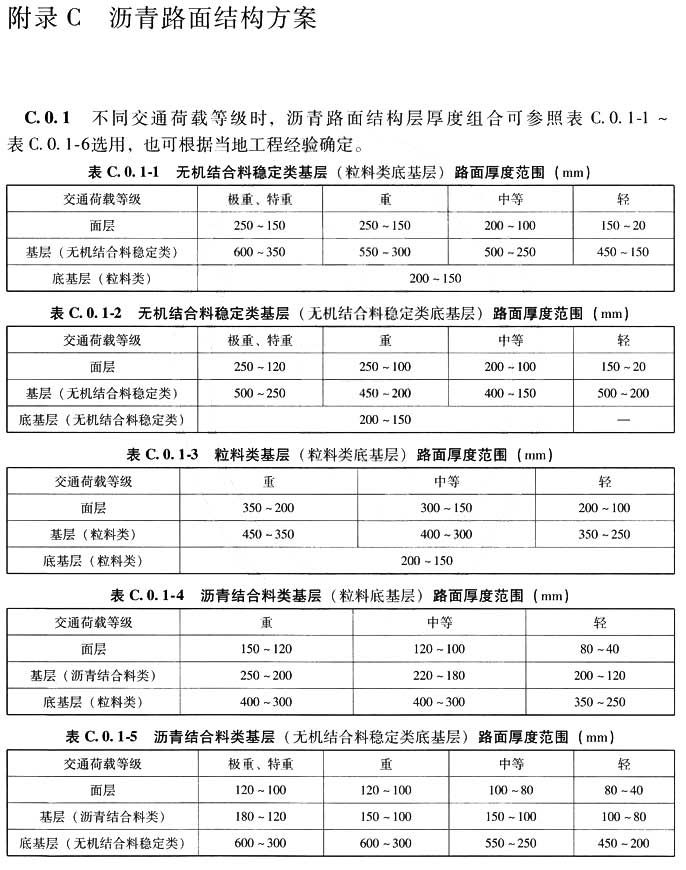 附录 C 沥青路面结构方案
C.0.1 不同交通荷载等级时，沥青路面结构层厚度组合可参照表 C.0.1-1 ~
表 C.0.1-6选用，也可根据当地工程经验确定。
表 C.0.1-1 无机结合料稳定类基层（粒料类底基层）路面厚度范围（mm）
交通荷载等级 极重、特重 重 中等 轻
面层 250 ~ 150 250 ~ 150 200 ~ 100 150 ~ 20
基层（无机结合料稳定类） 600 ~ 350 550 ~ 300 500 ~ 250 450 ~ 150
底基层（粒料类） 200 ~ 150
表 C.0.1-2 无机结合料稳定类基层（无机结合料稳定类底基层）路面厚度范围（mm）
交通荷载等级 极重、特重 重 中等 轻
面层 250 ~ 120 250 ~ 100 200 ~ 100 150 ~ 20
基层（无机结合料稳定类） 500 ~ 250 450 ~ 200 400 ~ 150 500 ~ 200
底基层（无机结合料稳定类） 200 ~ 150 —
表 C.0.1-3 粒料类基层（粒料类底基层）路面厚度范围（mm）
交通荷载等级 重 中等 轻
面层 350 ~ 200 300 ~ 150 200 ~ 100
基层（粒料类） 450 ~ 350 400 ~ 300 350 ~ 250
底基层（粒料类） 200 ~ 150
表 C.0.1-4 沥青结合料类基层（粒料底基层）路面厚度范围（mm）
交通荷载等级 重 中等 轻
面层 150 ~ 120 120 ~ 100 80 ~ 40
基层（沥青结合料类） 250 ~ 200 220 ~ 180 200 ~ 120
底基层（粒料类） 400 ~ 300 400 ~ 300 350 ~ 250
表 C.0.1-5 沥青结合料类基层（无机结合料稳定类底基层）路面厚度范围（mm）
交通荷载等级 极重、特重 重 中等 轻
面层 120 ~ 100 120 ~ 100 100 ~ 80 80 ~ 40
基层（沥青结合料类） 180 ~ 120 150 ~ 100 150 ~ 100 100 ~ 80
底基层（无机结合料稳定类） 600 ~ 300 600 ~ 300 550 ~ 250 450 ~ 200